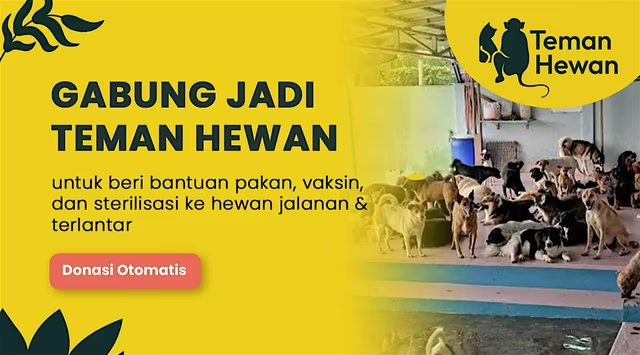 Teman
Hewan
GABUNG JADI
TEMAN HEWAN
untuk beri bantuan pakan, vaksin,
dan sterilisasi ke hewan jalanan &
terlantar
Donasi Otomatis